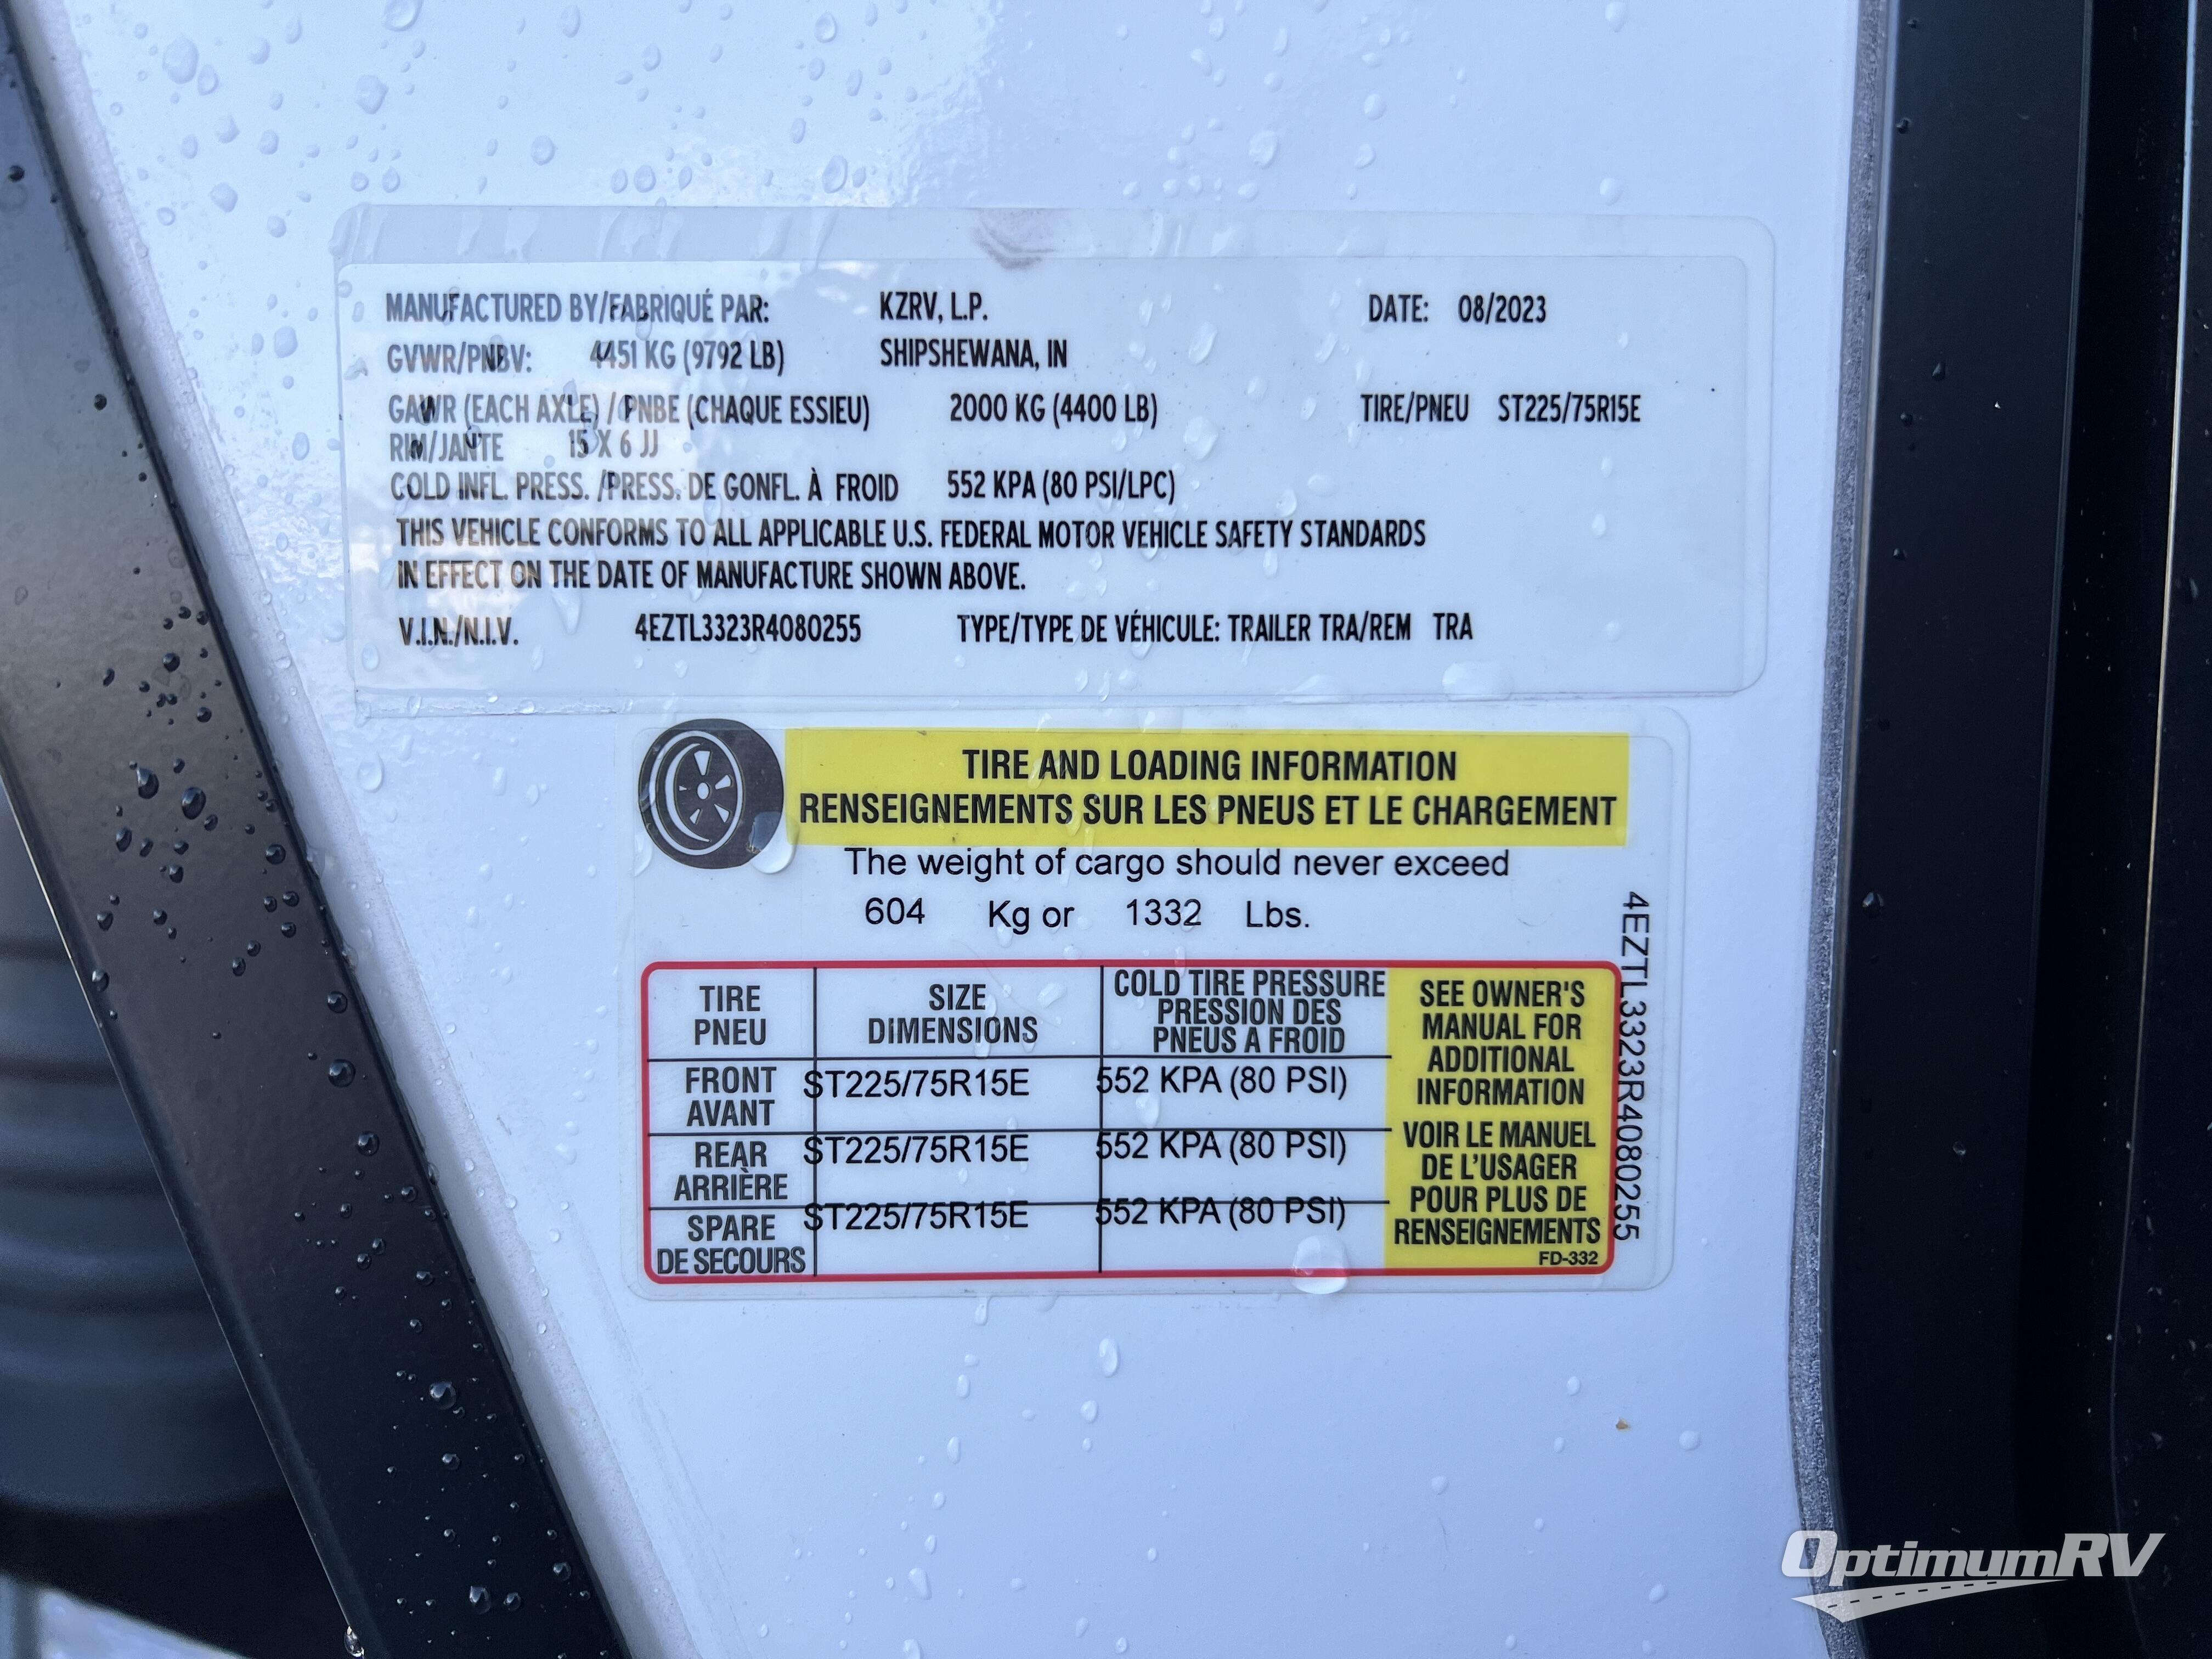 MANUFACTURED BY/FABRIQUÉ PAR: KZRV, L.P. DATE: 08/2023
GVWR/PNBV: 4451 KG (9792 LB) SHIPSHEWANA, IN
GAWR (EACH AXLE) / PNBE (CHAQUE ESSIEU) 2000 KG (4400 LB) TIRE/PNEU ST225/75R15E
RIM/JANTE 15 X 6 JJ
COLD INFL. PRESS. /PRESS. DE GONFL. À FROID 552 KPA (80 PSI/LPC)
THIS VEHICLE CONFORMS TO ALL APPLICABLE U.S. FEDERAL MOTOR VEHICLE SAFETY STANDARDS
IN EFFECT ON THE DATE OF MANUFACTURE SHOWN ABOVE.
V.I.N./N.I.V. 4EZTL3323R4080255 TYPE/TYPE DE VÉHICULE: TRAILER TRA/REM TRA
TIRE AND LOADING INFORMATION
RENSEIGNEMENTS SUR LES PNEUS ET LE CHARGEMENT
The weight of cargo should never exceed
604 Kg or 1332 Lbs.
TIRE
PNEU
SIZE
DIMENSIONS
COLD TIRE PRESSURE
PRESSION DES
PNEUS A FROID
FRONT
AVANT
ST225/75R15E
552 KPA (80 PSI)
REAR
ARRIÈRE
ST225/75R15E
552 KPA (80 PSI)
SPARE
DE SECOURS
ST225/75R15E
552 KPA (80 PSI)
SEE OWNER'S
MANUAL FOR
ADDITIONAL
INFORMATION
VOIR LE MANUEL
DE L'USAGER
POUR PLUS DE
RENSEIGNEMENTS
FD-332
4EZTL3323R4080255
OptimumRV